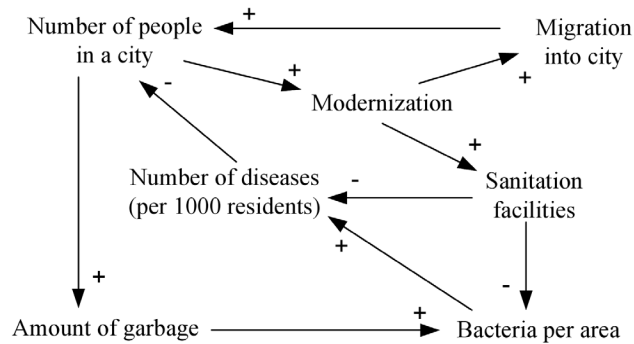 Number of people
in a city
+
Migration
into city
-
+
+
Modernization
+
Number of diseases
(per 1000 residents)
-
Sanitation
facilities
+
-
+
+
Amount of garbage
Bacteria per area